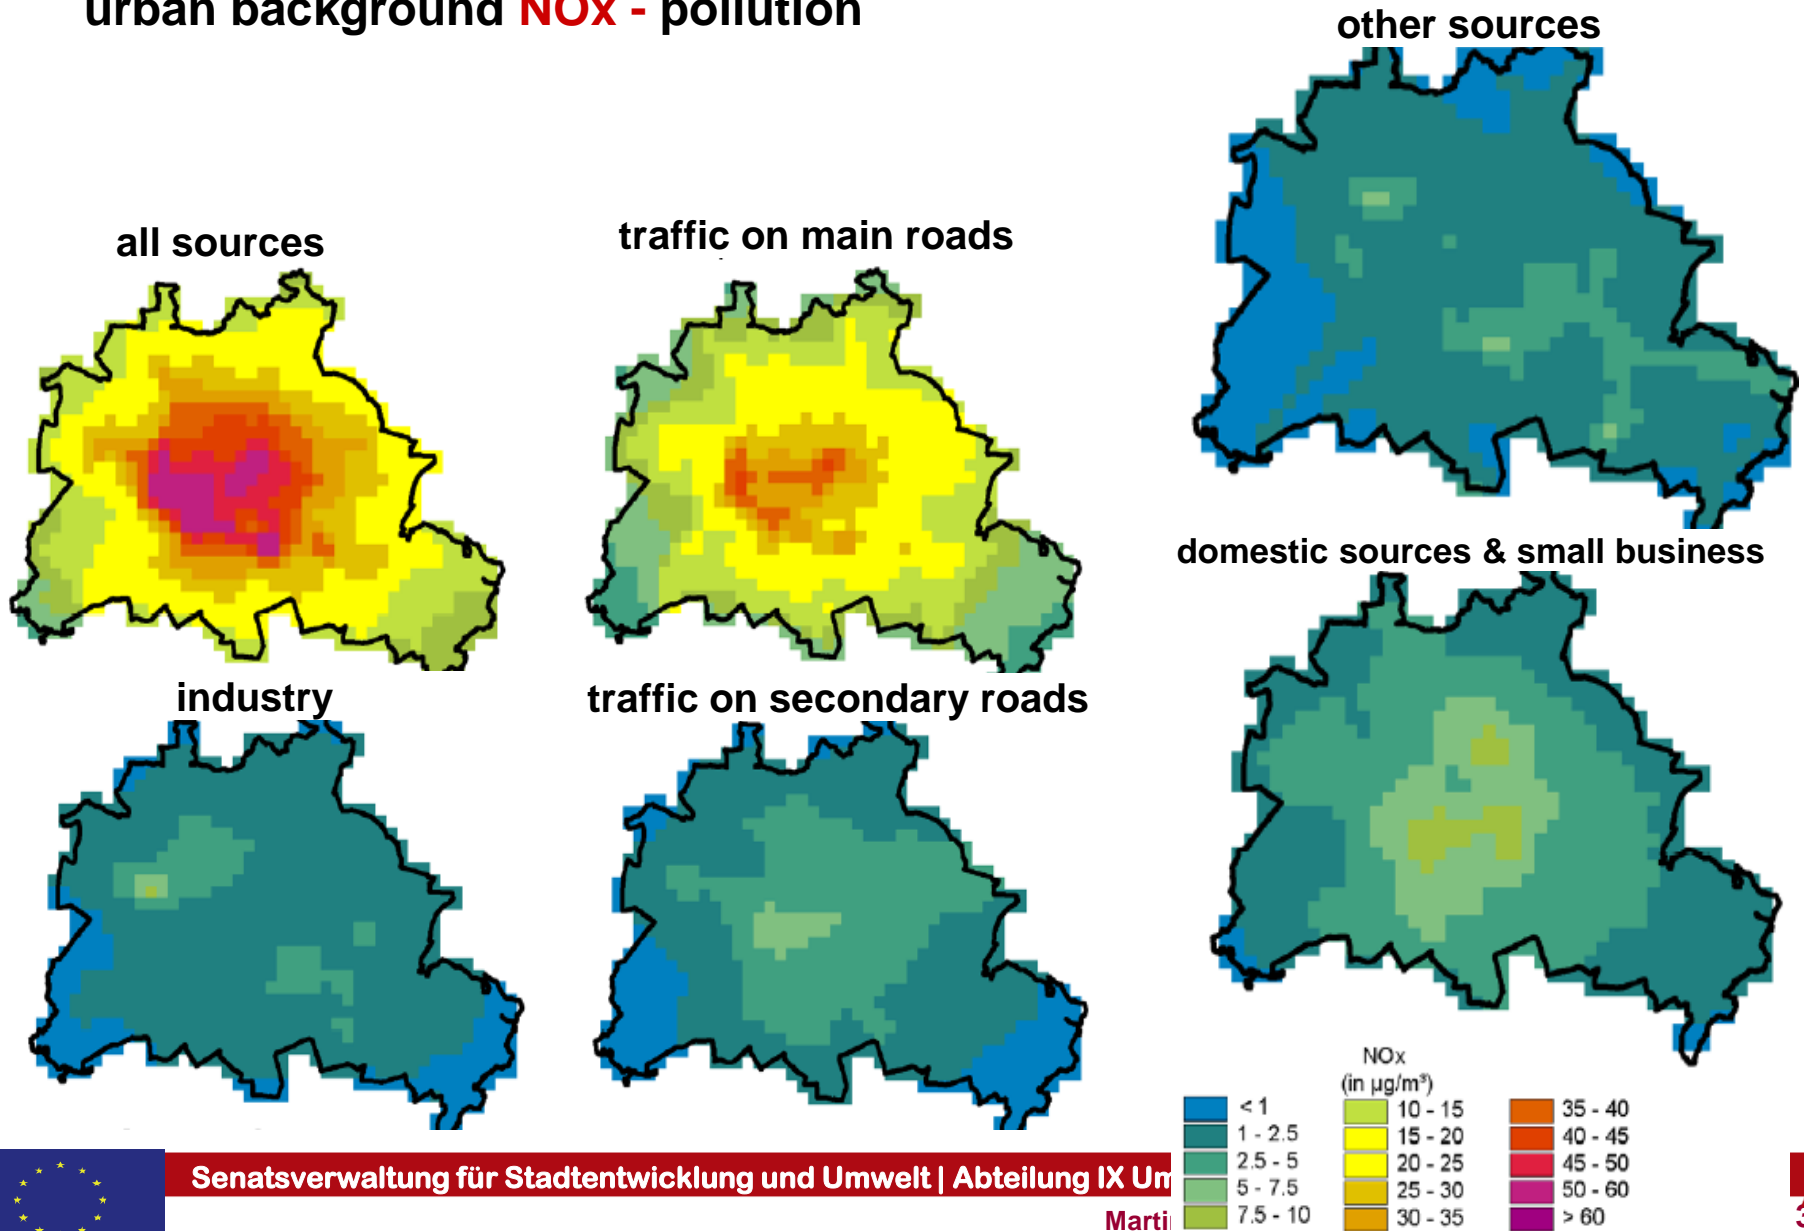 urban background NOx - pollution
other sources
all sources
traffic on main roads
domestic sources & small business
industry
traffic on secondary roads
NOx
(in µg/m³)
< 1
1 - 2.5
2.5 - 5
5 - 7.5
7.5 - 10
10 - 15
15 - 20
20 - 25
25 - 30
30 - 35
35 - 40
40 - 45
45 - 50
50 - 60
> 60
Senatsverwaltung für Stadtentwicklung und Umwelt | Abteilung IX Um
Marti